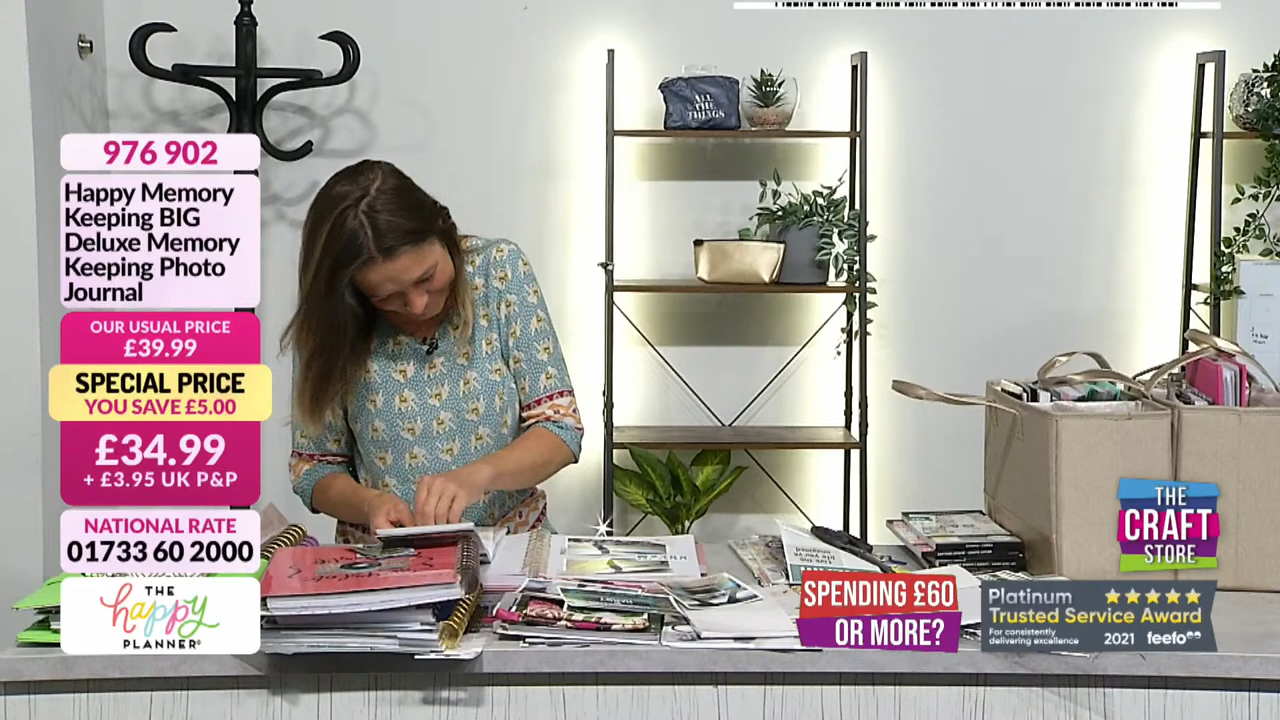 976 902
Happy Memory
Keeping BIG
Deluxe Memory
Keeping Photo
Journal
OUR USUAL PRICE
£39.99
SPECIAL PRICE
YOU SAVE £5.00
£34.99
+ £3.95 UK P&P
NATIONAL RATE
01733 60 2000
THE
happy
PLANNER®
ALL
THE
THINGS
THE
CRAFT
STORE
SPENDING £60
OR MORE?
Platinum
Trusted Service Award
For consistently
delivering excellence
2021 feefo